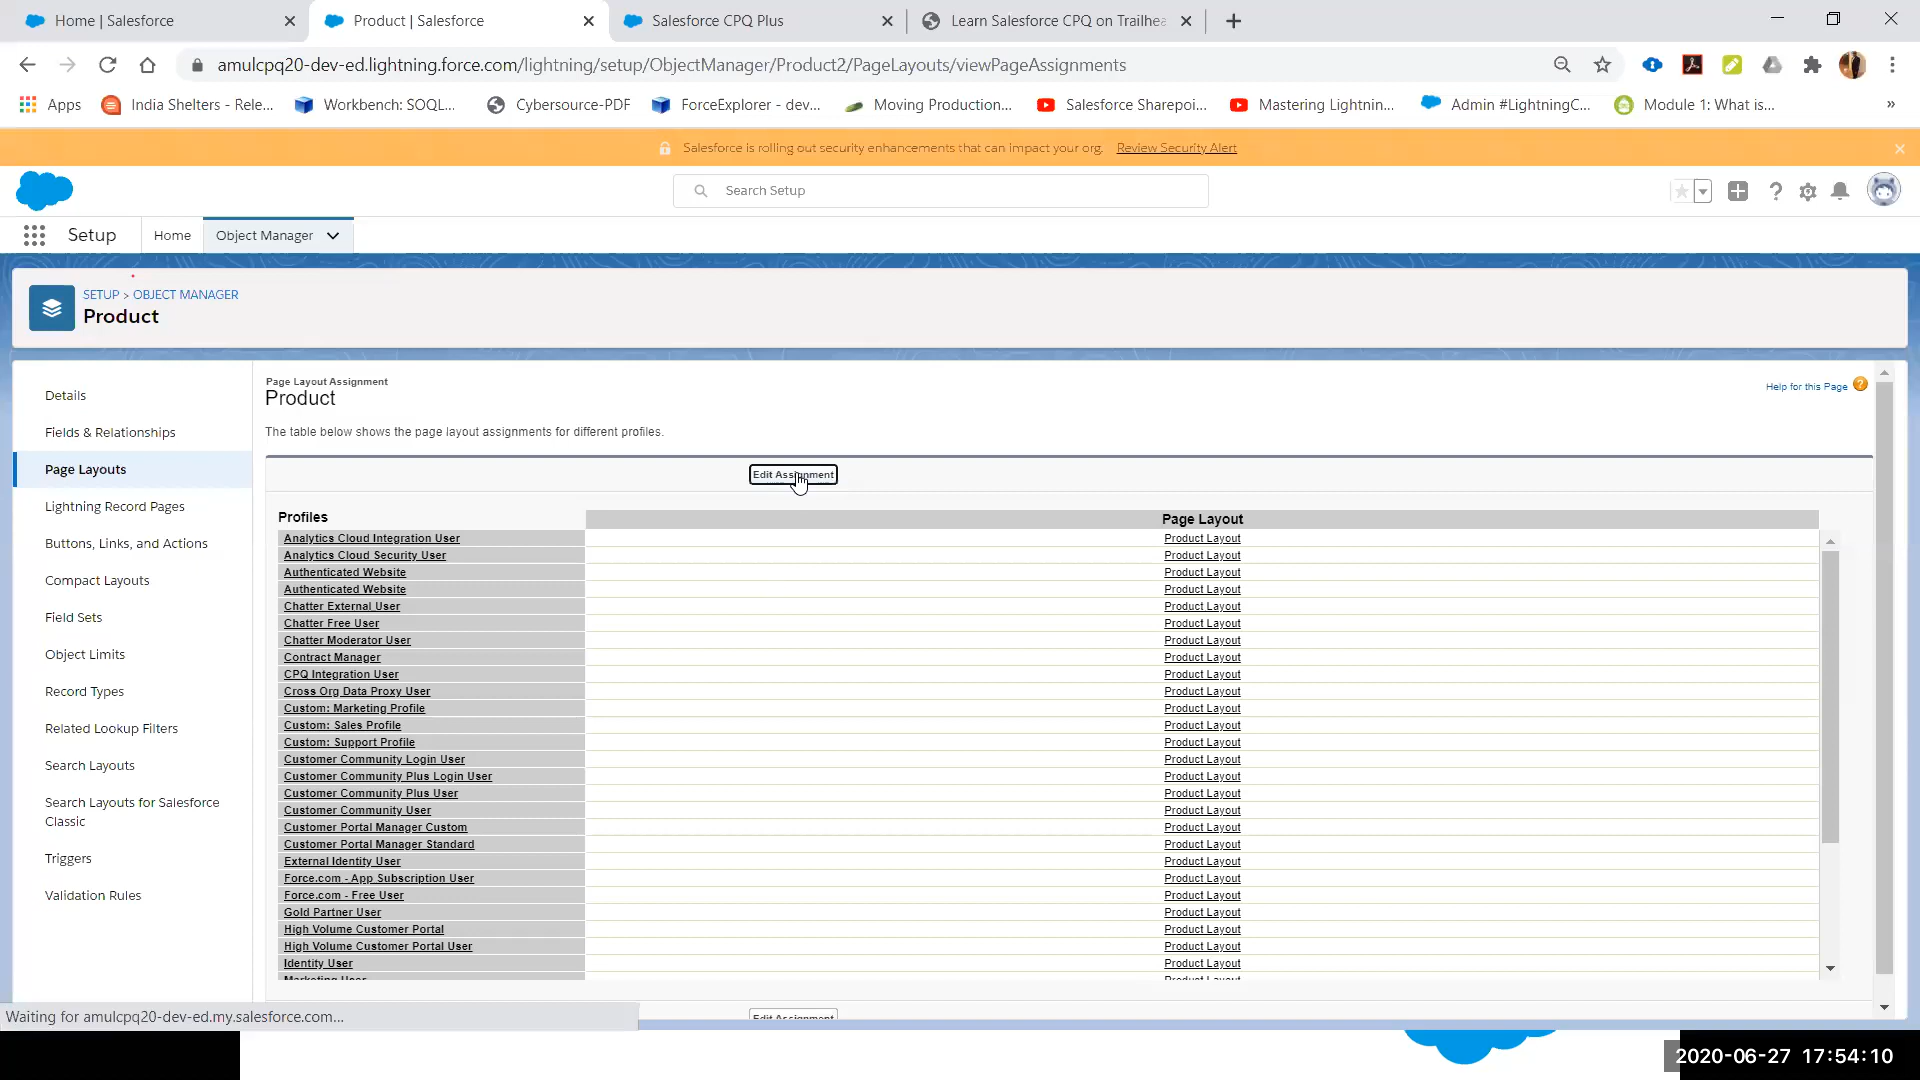 Home | Salesforce
Product | Salesforce
Salesforce CPQ Plus
Learn Salesforce CPQ on Trailhea
amulcpq20-dev-ed.lightning.force.com/lightning/setup/ObjectManager/Product2/PageLayouts/viewPageAssignments
Apps
India Shelters - Rele...
Workbench: SOQL...
Cybersource-PDF
ForceExplorer - dev...
Moving Production...
Salesforce Sharepoi...
Mastering Lightnin...
Admin #LightningC...
Module 1: What is...
»
Salesforce is rolling out security enhancements that can impact your org. Review Security Alert
Search Setup
Setup
Home
Object Manager
SETUP > OBJECT MANAGER
Product
Details
Fields & Relationships
Page Layouts
Lightning Record Pages
Buttons, Links, and Actions
Compact Layouts
Field Sets
Object Limits
Record Types
Related Lookup Filters
Search Layouts
Search Layouts for Salesforce
Classic
Triggers
Validation Rules
Page Layout Assignment
Product
Help for this Page ?
The table below shows the page layout assignments for different profiles.
Edit Assignment
Profiles Page Layout
Analytics Cloud Integration User Product Layout
Analytics Cloud Security User Product Layout
Authenticated Website Product Layout
Authenticated Website Product Layout
Chatter External User Product Layout
Chatter Free User Product Layout
Chatter Moderator User Product Layout
Contract Manager Product Layout
CPQ Integration User Product Layout
Cross Org Data Proxy User Product Layout
Custom: Marketing Profile Product Layout
Custom: Sales Profile Product Layout
Custom: Support Profile Product Layout
Customer Community Login User Product Layout
Customer Community Plus Login User Product Layout
Customer Community Plus User Product Layout
Customer Community User Product Layout
Customer Portal Manager Custom Product Layout
Customer Portal Manager Standard Product Layout
External Identity User Product Layout
Force.com - App Subscription User Product Layout
Force.com - Free User Product Layout
Gold Partner User Product Layout
High Volume Customer Portal Product Layout
High Volume Customer Portal User Product Layout
Identity User Product Layout
Marketing User Product Layout
Edit Assignment
Waiting for amulcpq20-dev-ed.my.salesforce.com...
2020-06-27 17:54:10